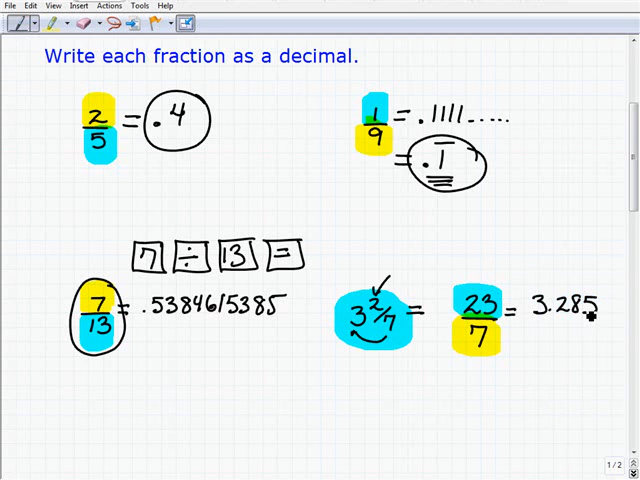 File Edit View Insert Actions Tools Help
Write each fraction as a decimal.
2/5 = .4
1/9 = .1111.....
= .1̅
7 ÷ 13 =
7/13 = .5384615385
3 2/7 = 23/7 = 3.285
1/2